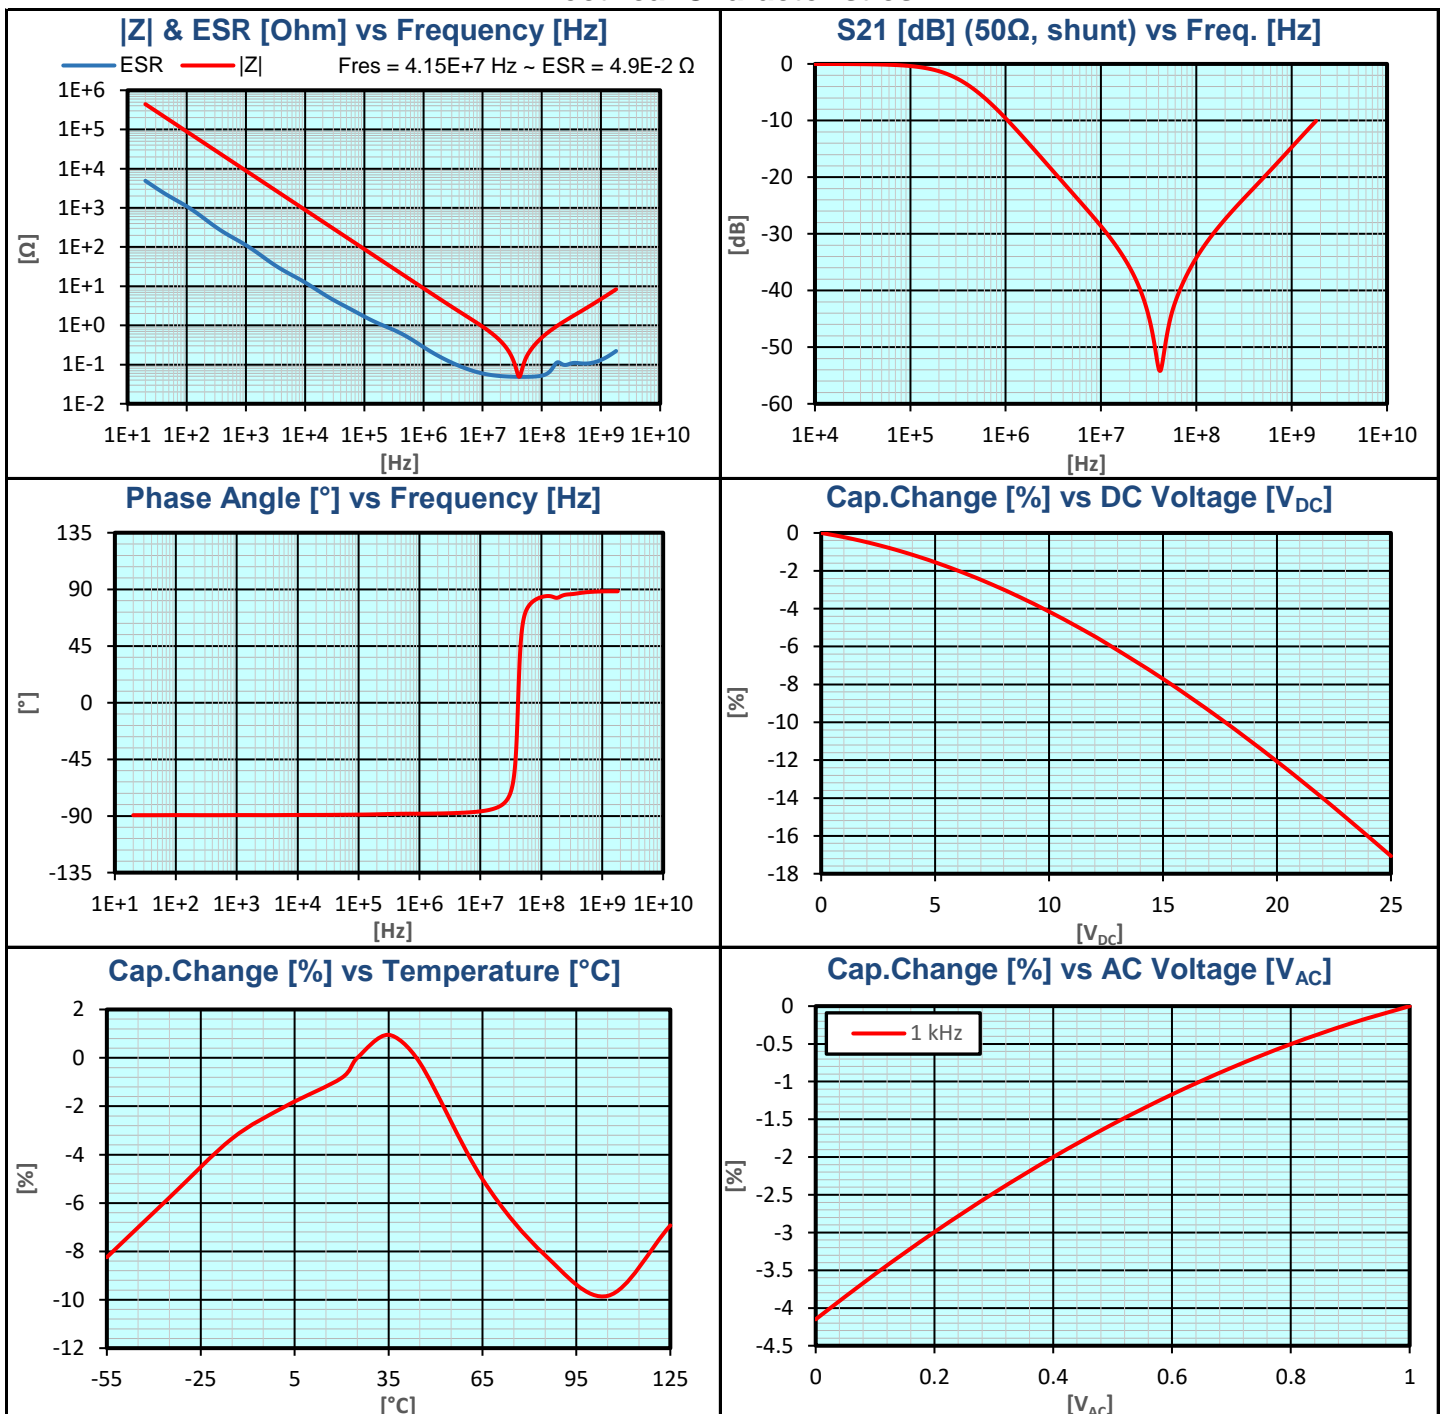 |Z| & ESR [Ohm] vs Frequency [Hz]
ESR |Z| Fres = 4.15E+7 Hz ~ ESR = 4.9E-2 Ω
1E+6
1E+5
1E+4
1E+3
1E+2
1E+1
1E+0
1E-1
1E-2
[Ω]
1E+1 1E+2 1E+3 1E+4 1E+5 1E+6 1E+7 1E+8 1E+9 1E+10
[Hz]
S21 [dB] (50Ω, shunt) vs Freq. [Hz]
0
-10
-20
-30
-40
-50
-60
[dB]
1E+4 1E+5 1E+6 1E+7 1E+8 1E+9 1E+10
[Hz]
Phase Angle [°] vs Frequency [Hz]
135
90
45
0
-45
-90
-135
[°]
1E+1 1E+2 1E+3 1E+4 1E+5 1E+6 1E+7 1E+8 1E+9 1E+10
[Hz]
Cap.Change [%] vs DC Voltage [VDC]
0
-2
-4
-6
-8
-10
-12
-14
-16
-18
[%]
0 5 10 15 20 25
[VDC]
Cap.Change [%] vs Temperature [°C]
2
0
-2
-4
-6
-8
-10
-12
[%]
-55 -25 5 35 65 95 125
[°C]
Cap.Change [%] vs AC Voltage [VAC]
1 kHz
0
-0.5
-1
-1.5
-2
-2.5
-3
-3.5
-4
-4.5
[%]
0 0.2 0.4 0.6 0.8 1
[VAC]